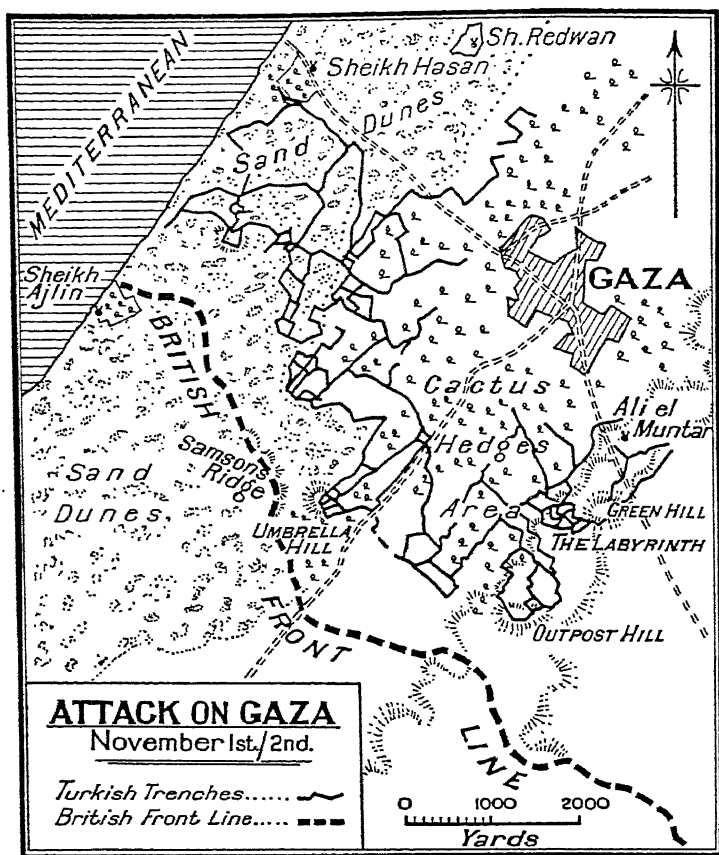 Sh. Redwan
Sheikh Hasan
MEDITERRANEAN
Sand
Dunes
Sheikh
Ajlin
GAZA
BRITISH
Cactus
Hedges
Area
Ali el
Muntar
Samsons
Ridge
Sand
Dunes
UMBRELLA
HILL
GREEN HILL
THE LABYRINTH
OUTPOST HILL
FRONT
LINE
ATTACK ON GAZA
November 1st./2nd.
Turkish Trenches......
British Front Line.....
0 1000 2000
Yards